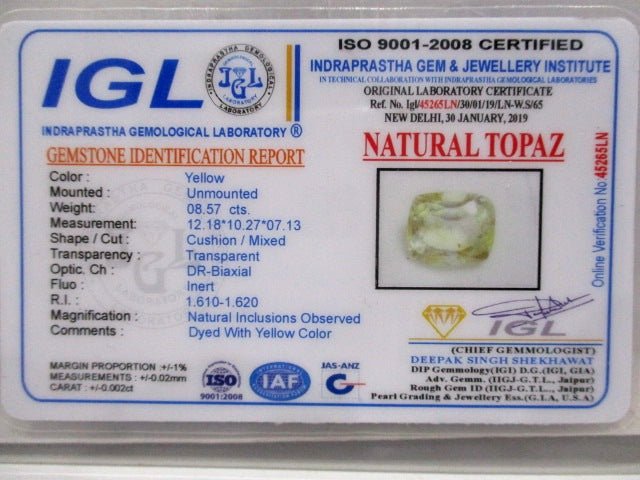 IGL
INDRAPRASTHA GEMOLOGICAL LABORATORY ®
GEMSTONE IDENTIFICATION REPORT
Color : Yellow
Mounted : Unmounted
Weight: 08.57 cts.
Measurement: 12.18*10.27*07.13
Shape / Cut : Cushion / Mixed
Transparency : Transparent
Optic. Ch : DR-Biaxial
Fluo : Inert
R.I. : 1.610-1.620
Magnification : Natural Inclusions Observed
Comments : Dyed With Yellow Color
MARGIN PROPORTION :+/-1%
MEASUREMENTS : +/-0.02mm
CARAT : +/-0.002ct
ISO
9001:2008
IAF
JAS-ANZ
ISO 9001-2008 CERTIFIED
INDRAPRASTHA GEM & JEWELLERY INSTITUTE
IN TECHNICAL COLLABORATION WITH INDRAPRASTHA GEMOLOGICAL LABORATORIES
ORIGINAL LABORATORY CERTIFICATE
Ref. No. Igl/45265LN/30/01/19/LN-W.S/65
NEW DELHI, 30 JANUARY, 2019
NATURAL TOPAZ
Online Verification No: 45265LN
IGL
(CHIEF GEMMOLOGIST)
DEEPAK SINGH SHEKHAWAT
DIP Gemmology(IGI) D.G.(IGI, GIA)
Adv. Gemm. (IIGJ-G.T.L., Jaipur)
Rough Gem ID (IIGJ-G.T.L., Jaipur)
Pearl Grading & Jewellery Ess.(G.I.A, U.S.A)